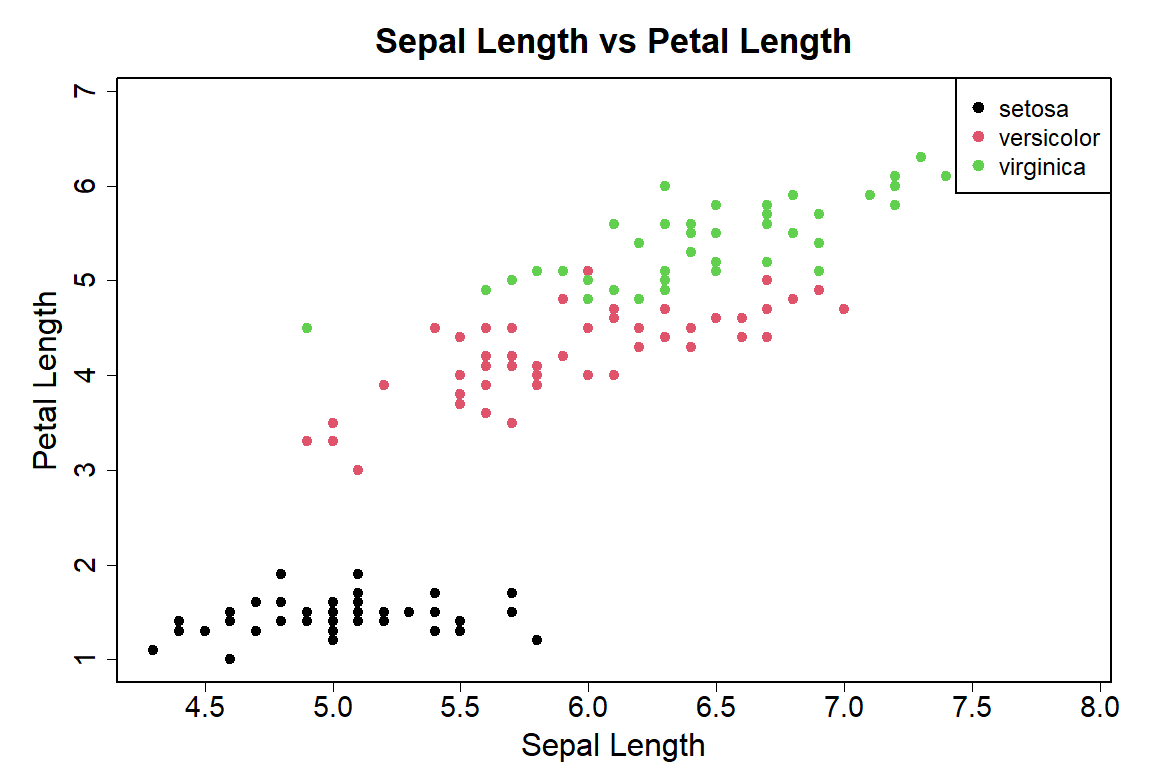 Sepal Length vs Petal Length
7
6
5
4
3
2
1
Petal Length
setosa
versicolor
virginica
4.5 5.0 5.5 6.0 6.5 7.0 7.5 8.0
Sepal Length